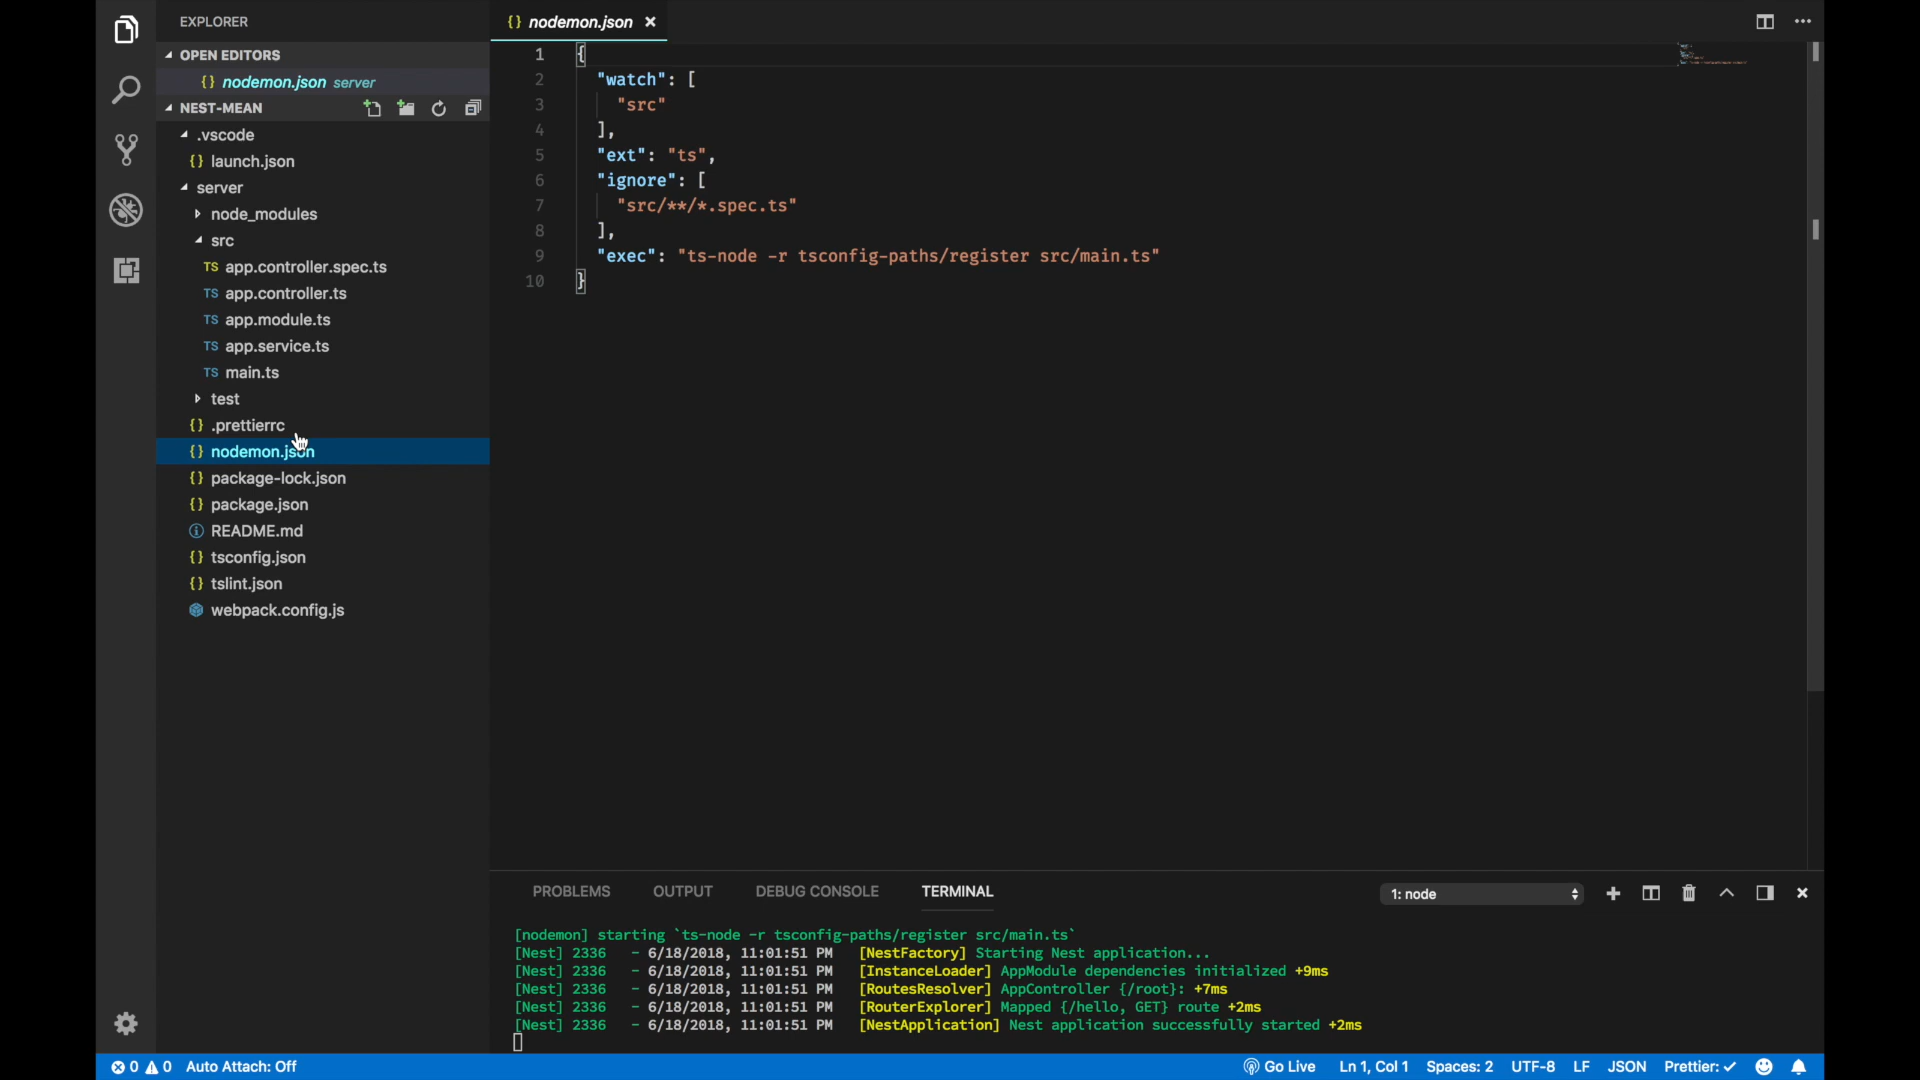 EXPLORER
OPEN EDITORS
{} nodemon.json server
NEST-MEAN
.vscode
{} launch.json
server
node_modules
src
TS app.controller.spec.ts
TS app.controller.ts
TS app.module.ts
TS app.service.ts
TS main.ts
test
{} .prettierrc
{} nodemon.json
{} package-lock.json
{} package.json
README.md
{} tsconfig.json
{} tslint.json
webpack.config.js
{} nodemon.json
1 {
2 "watch": [
3 "src"
4 ],
5 "ext": "ts",
6 "ignore": [
7 "src/**/*.spec.ts"
8 ],
9 "exec": "ts-node -r tsconfig-paths/register src/main.ts"
10 }
PROBLEMS OUTPUT DEBUG CONSOLE TERMINAL 1: node
[nodemon] starting `ts-node -r tsconfig-paths/register src/main.ts`
[Nest] 2336 - 6/18/2018, 11:01:51 PM [NestFactory] Starting Nest application...
[Nest] 2336 - 6/18/2018, 11:01:51 PM [InstanceLoader] AppModule dependencies initialized +9ms
[Nest] 2336 - 6/18/2018, 11:01:51 PM [RoutesResolver] AppController {/root}: +7ms
[Nest] 2336 - 6/18/2018, 11:01:51 PM [RouterExplorer] Mapped {/hello, GET} route +2ms
[Nest] 2336 - 6/18/2018, 11:01:51 PM [NestApplication] Nest application successfully started +2ms
0 0 Auto Attach: Off Go Live Ln 1, Col 1 Spaces: 2 UTF-8 LF JSON Prettier: ✓